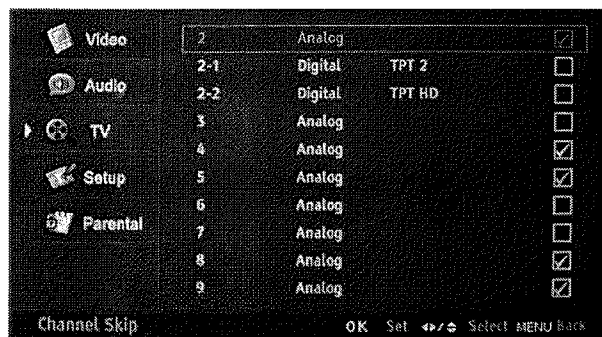 Video
Audio
TV
Setup
Parental
2 Analog
2-1 Digital TPT 2
2-2 Digital TPT HD
3 Analog
4 Analog
5 Analog
6 Analog
7 Analog
8 Analog
9 Analog
Channel Skip OK Set Select MENU Back